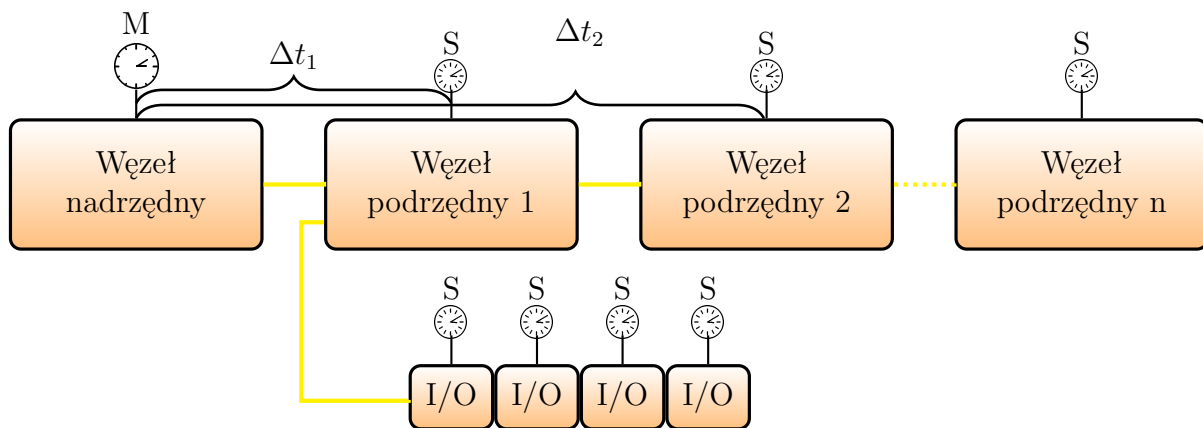 M
Δt₁
S
Δt₂
S
S
Węzeł
nadrzędny
Węzeł
podrzędny 1
Węzeł
podrzędny 2
Węzeł
podrzędny n
S
S
S
S
I/O
I/O
I/O
I/O